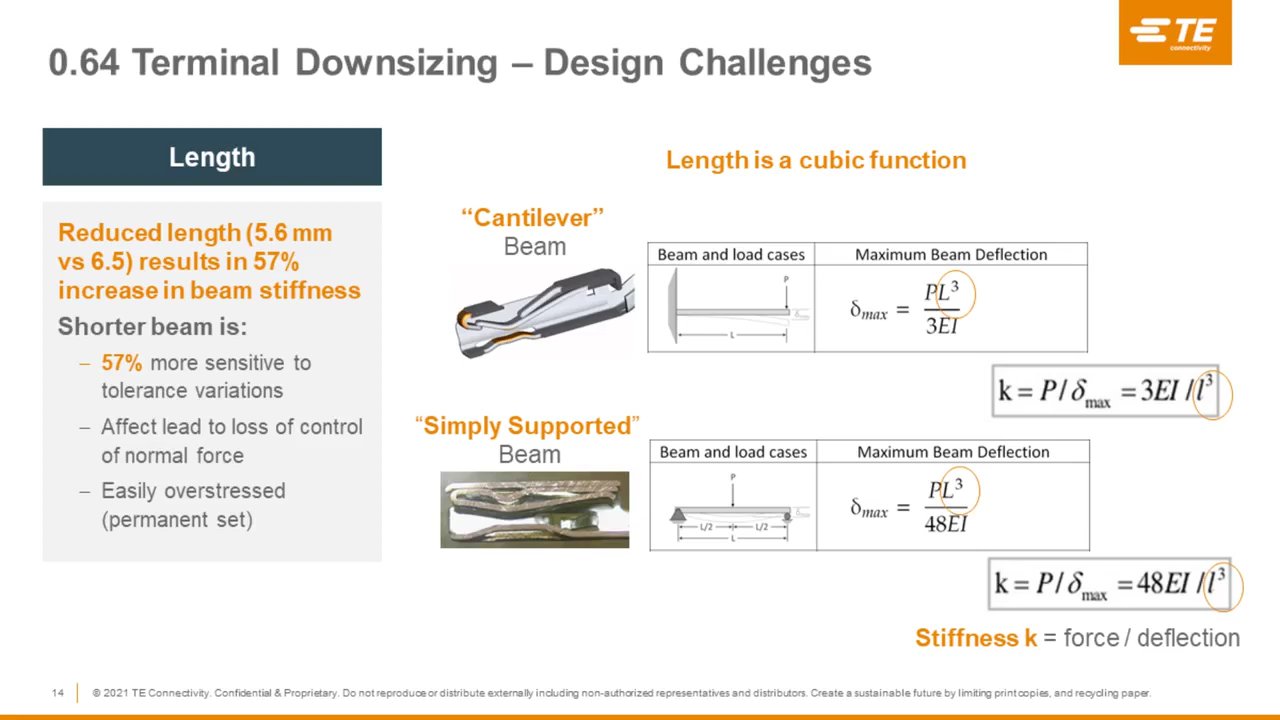 TE
connectivity
0.64 Terminal Downsizing – Design Challenges
Length
Reduced length (5.6 mm
vs 6.5) results in 57%
increase in beam stiffness
Shorter beam is:
– 57% more sensitive to
tolerance variations
– Affect lead to loss of control
of normal force
– Easily overstressed
(permanent set)
Length is a cubic function
“Cantilever”
Beam
Beam and load cases
Maximum Beam Deflection
P
L
δmax = PL³/3EI
k = P/δmax = 3EI/l³
“Simply Supported”
Beam
Beam and load cases
Maximum Beam Deflection
P
L/2 L/2
L
δmax = PL³/48EI
k = P/δmax = 48EI/l³
Stiffness k = force / deflection
14
© 2021 TE Connectivity. Confidential & Proprietary. Do not reproduce or distribute externally including non-authorized representatives and distributors. Create a sustainable future by limiting print copies, and recycling paper.